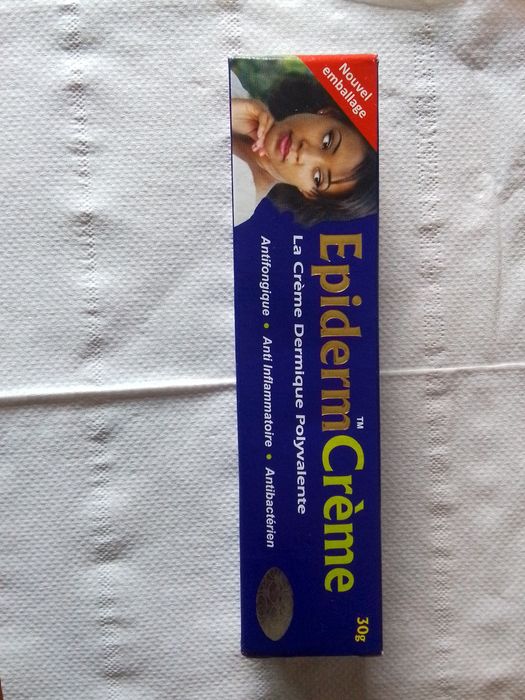 Nouvel
emballage
Epiderm™Crème
La Crème Dermique Polyvalente
Antifongique • Anti Inflammatoire • Antibactérien
30g